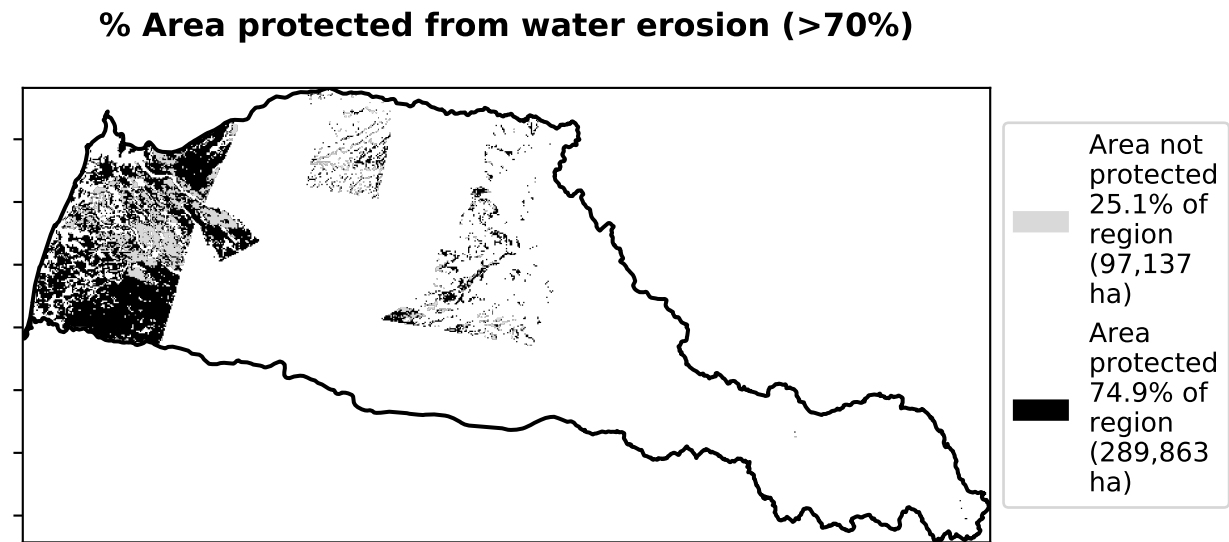 % Area protected from water erosion (>70%)
Area not
protected
25.1% of
region
(97,137
ha)
Area
protected
74.9% of
region
(289,863
ha)